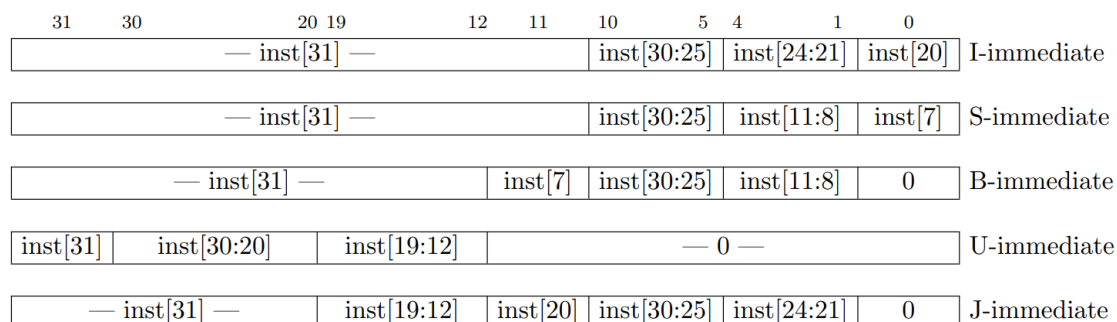 31 30 20 19 12 11 10 5 4 1 0
— inst[31] — inst[30:25] inst[24:21] inst[20] I-immediate
— inst[31] — inst[30:25] inst[11:8] inst[7] S-immediate
— inst[31] — inst[7] inst[30:25] inst[11:8] 0 B-immediate
inst[31] inst[30:20] inst[19:12] — 0 — U-immediate
— inst[31] — inst[19:12] inst[20] inst[30:25] inst[24:21] 0 J-immediate